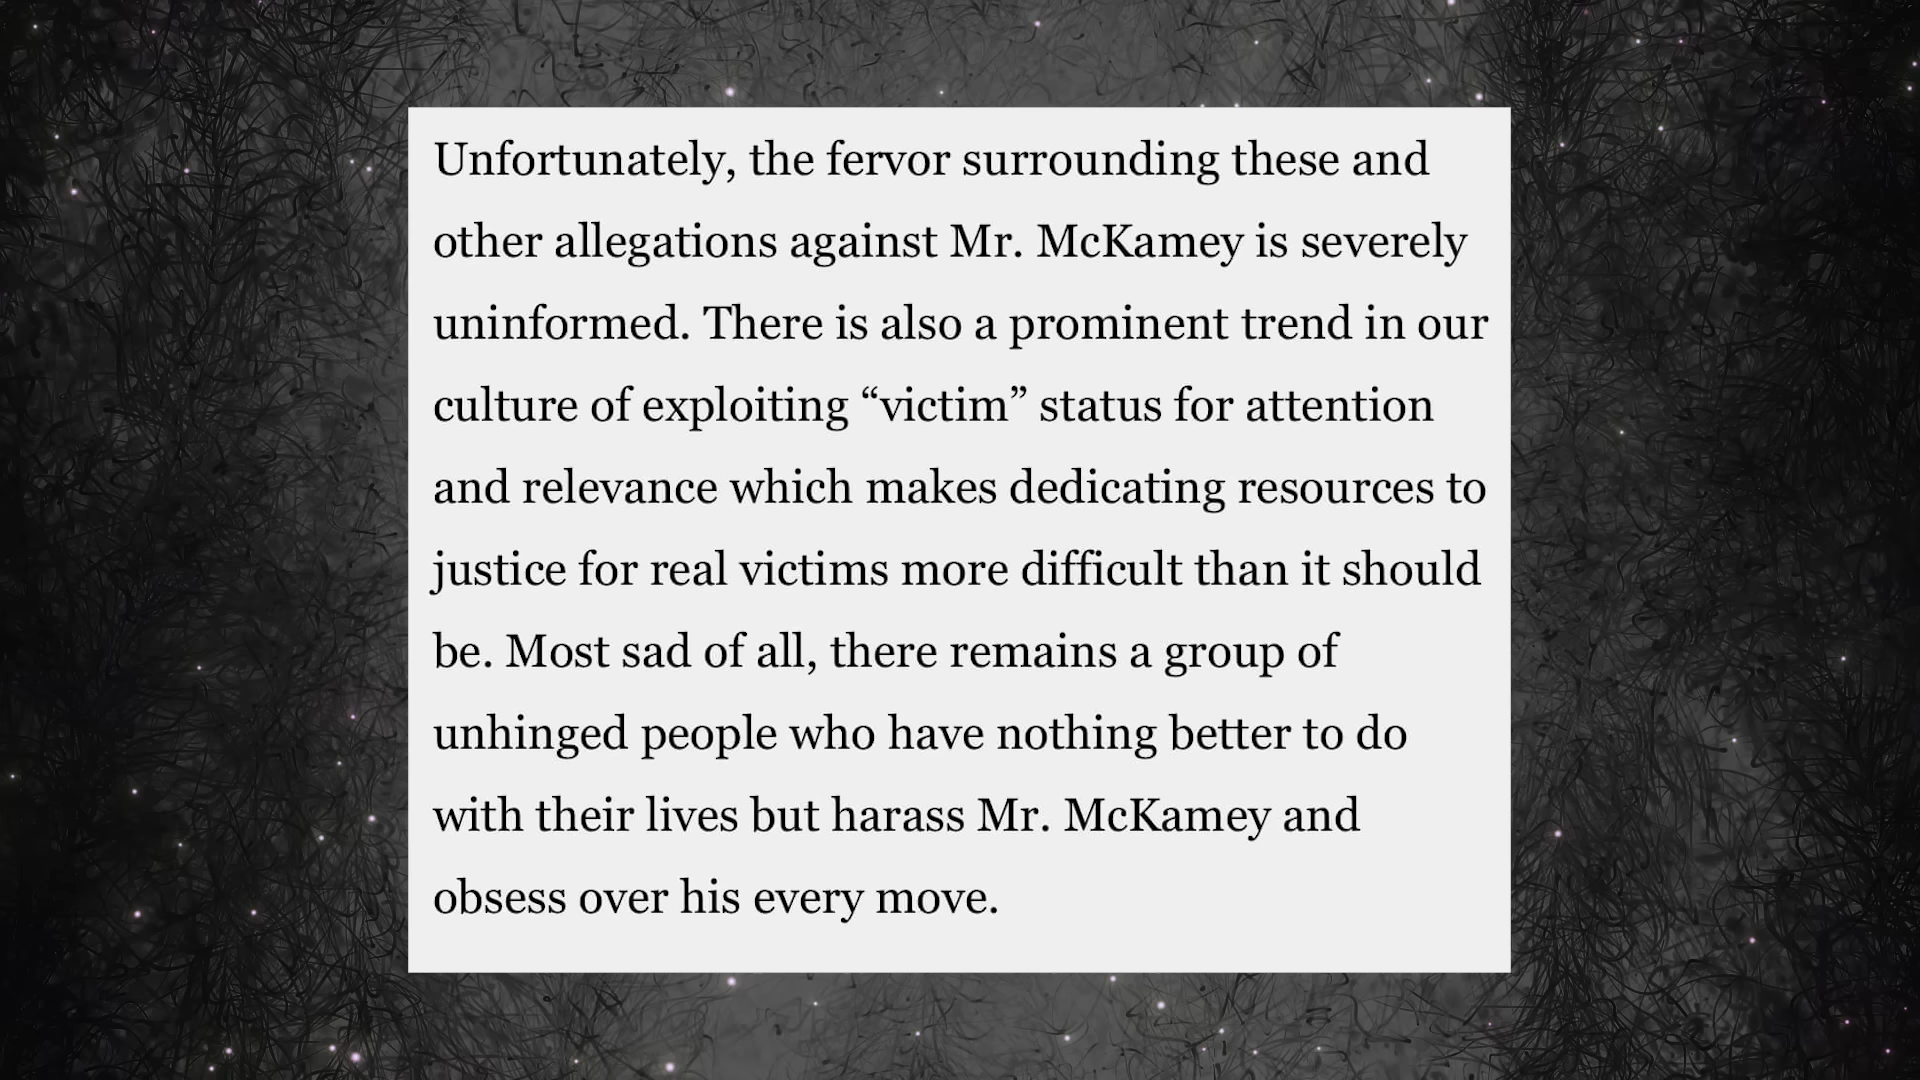 Unfortunately, the fervor surrounding these and
other allegations against Mr. McKamey is severely
uninformed. There is also a prominent trend in our
culture of exploiting “victim” status for attention
and relevance which makes dedicating resources to
justice for real victims more difficult than it should
be. Most sad of all, there remains a group of
unhinged people who have nothing better to do
with their lives but harass Mr. McKamey and
obsess over his every move.